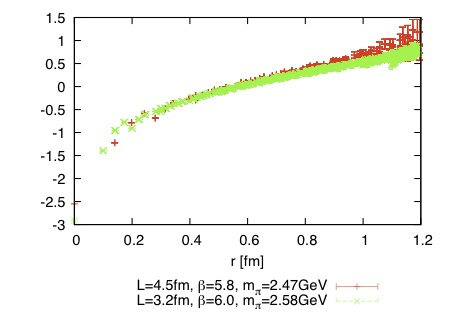 1.5
1
0.5
0
-0.5
-1
-1.5
-2
-2.5
-3
0 0.2 0.4 0.6 0.8 1 1.2
r [fm]
L=4.5fm, β=5.8, mπ=2.47GeV
L=3.2fm, β=6.0, mπ=2.58GeV